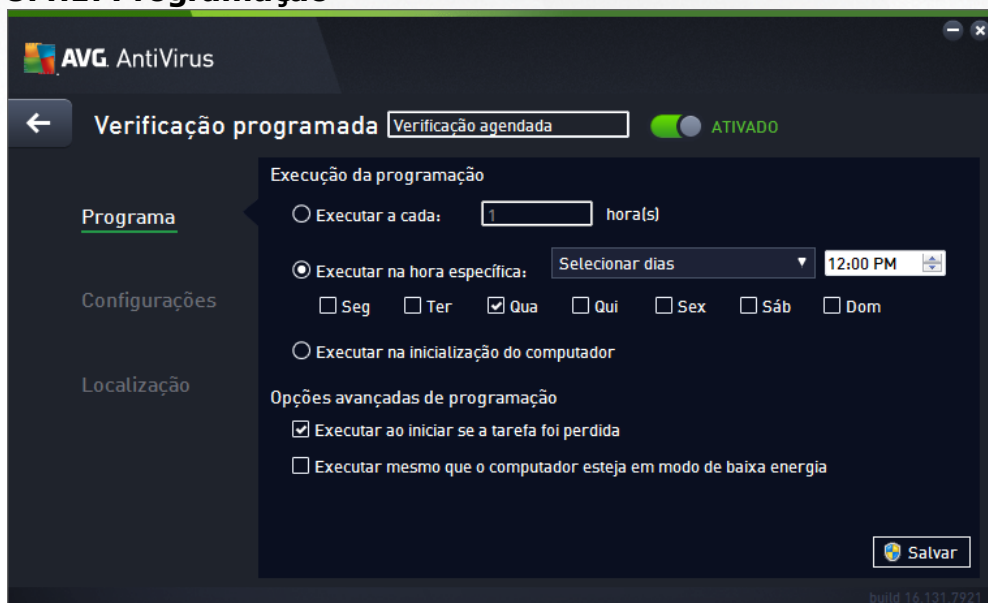 AVG. AntiVirus
Verificação programada Verificação agendada ATIVADO
Execução da programação
Programa
Executar a cada: 1 hora(s)
Executar na hora específica: Selecionar dias 12:00 PM
Configurações
Seg Ter Qua Qui Sex Sáb Dom
Executar na inicialização do computador
Localização
Opções avançadas de programação
Executar ao iniciar se a tarefa foi perdida
Executar mesmo que o computador esteja em modo de baixa energia
Salvar
build 16.131.7921